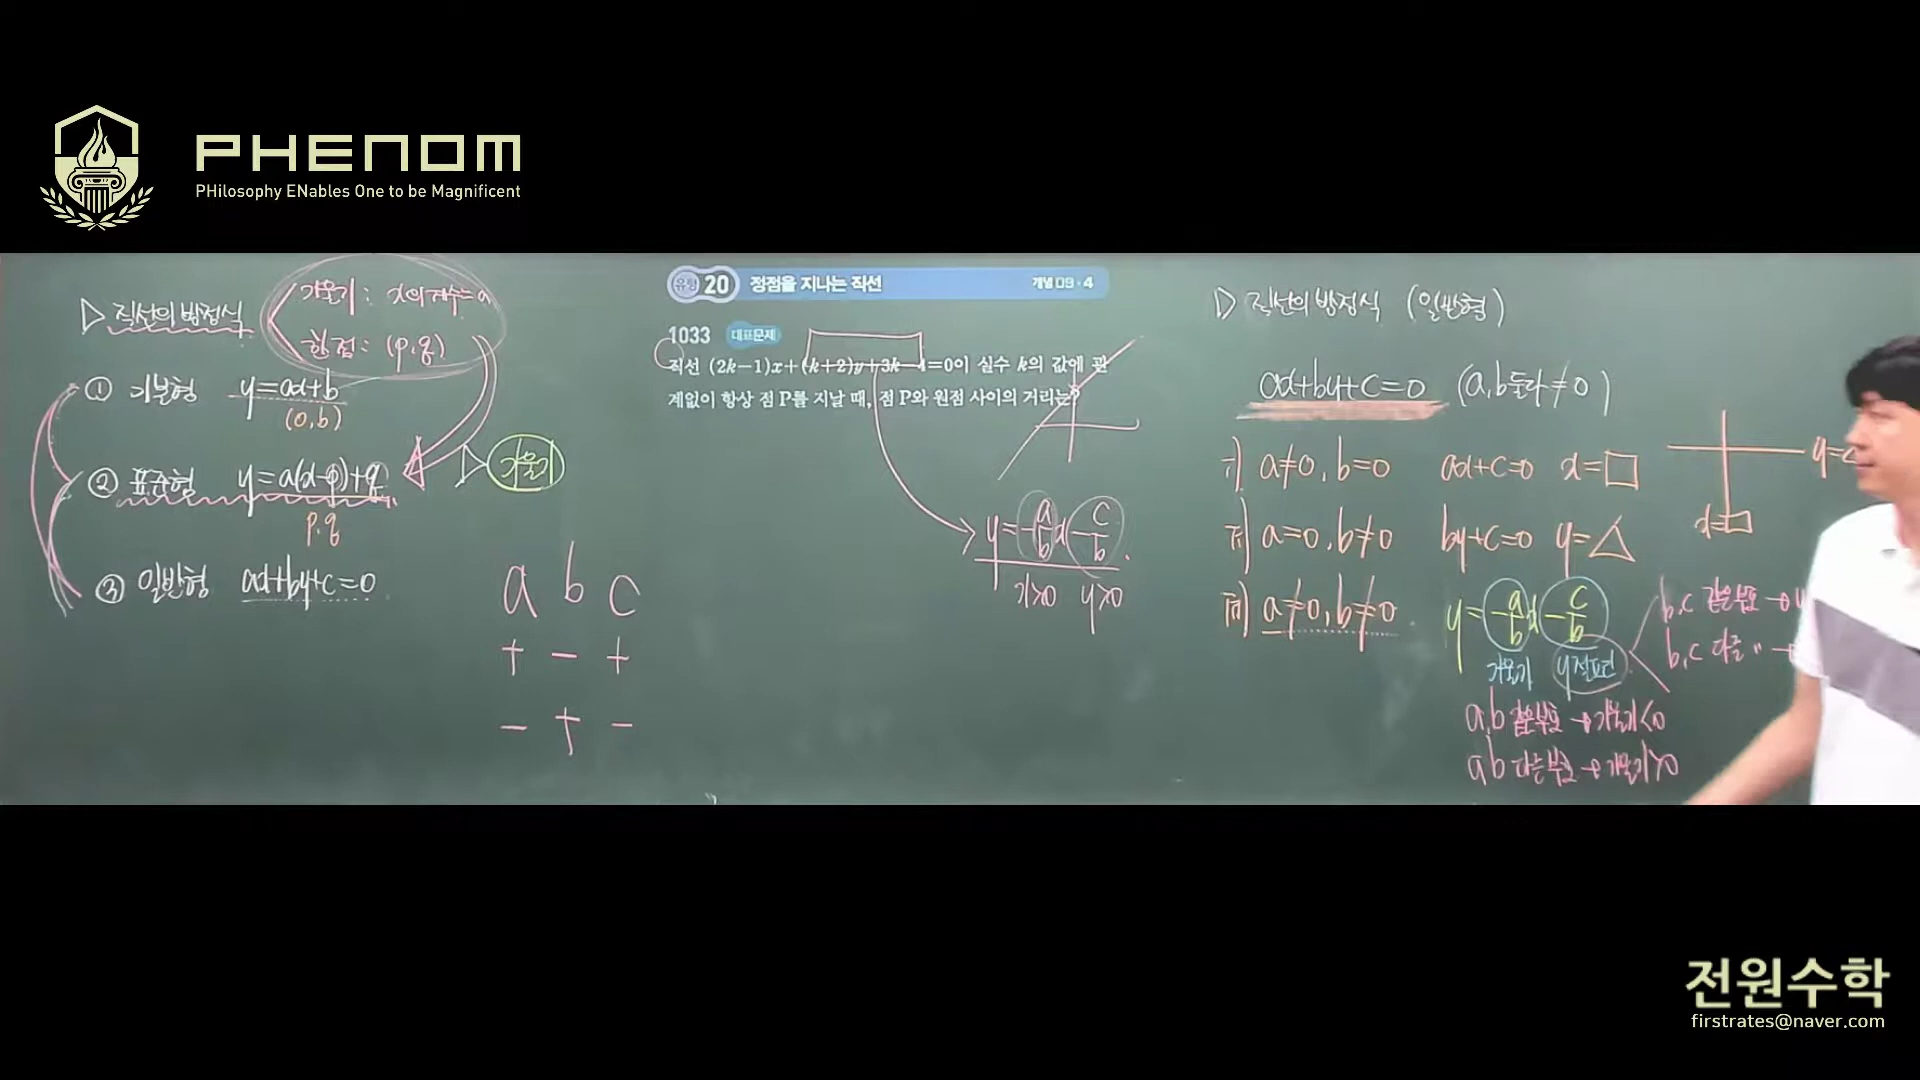 PHENOM
PHilosophy ENables One to be Magnificent
▷ 직선의 방정식
기울기 : x의 계수 = a
한 점 : (p, q)
① 기본형 y=ax+b
(0, b)
② 표준형 y=a(x-p)+q
p, q
기울기
③ 일반형 ax+by+c=0
a b c
+ - +
- + -
유형 20 정점을 지나는 직선 개념 09·4
1033 대표문제
직선 (2k-1)x+(k+2)y+3k- =0이 실수 k의 값에 관
계없이 항상 점 P를 지날 때, 점 P와 원점 사이의 거리는?
y=-a/b x -c/b
기>0 y>0
▷ 직선의 방정식 (일반형)
ax+by+c=0 (a, b 둘다 ≠0)
i) a≠0, b=0 ax+c=0 x=□
ii) a=0, b≠0 by+c=0 y=△
iii) a≠0, b≠0 y=-a/b x -c/b
기울기 y절편
x=□
b, c 같은부호 →
b, c 다른 〃 →
a, b 같은부호 → 기울기<0
a b 다른부호 → 기울기>0
전원수학
firstrates@naver.com